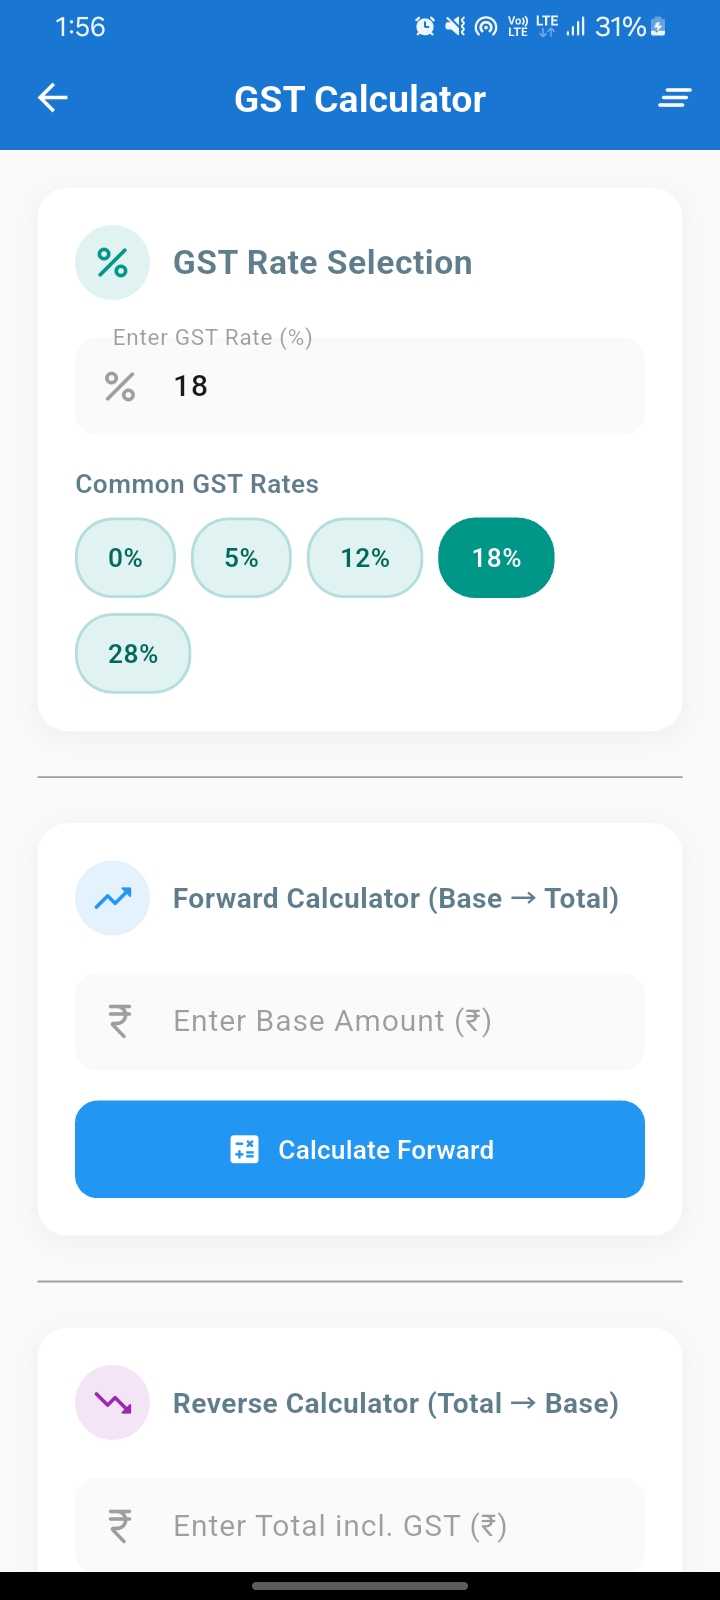 1:56
Vo)) LTE
LTE
31%
GST Calculator
GST Rate Selection
Enter GST Rate (%)
18
Common GST Rates
0% 5% 12% 18%
28%
Forward Calculator (Base → Total)
₹ Enter Base Amount (₹)
Calculate Forward
Reverse Calculator (Total → Base)
₹ Enter Total incl. GST (₹)